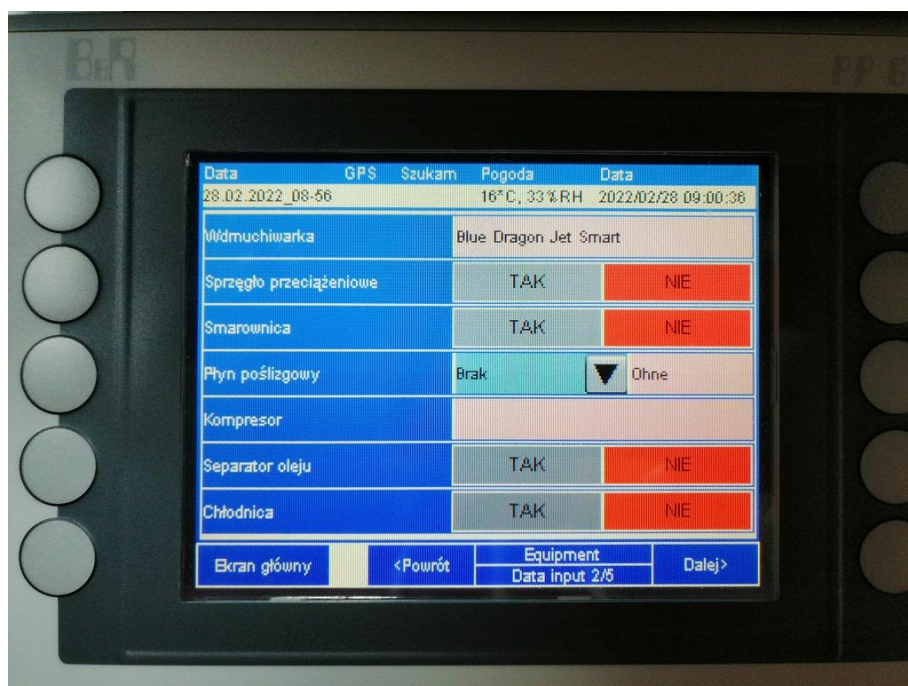 B&R
Data GPS Szukam Pogoda Data
28.02.2022_08-56 16°C, 33%RH 2022/02/28 09:00:36
Wdmuchiwarka Blue Dragon Jet Smart
Sprzęgło przeciążeniowe TAK NIE
Smarownica TAK NIE
Płyn poślizgowy Brak Ohne
Kompresor
Separator oleju TAK NIE
Chłodnica TAK NIE
Ekran główny <Powrót Equipment Dalej>
Data input 2/5